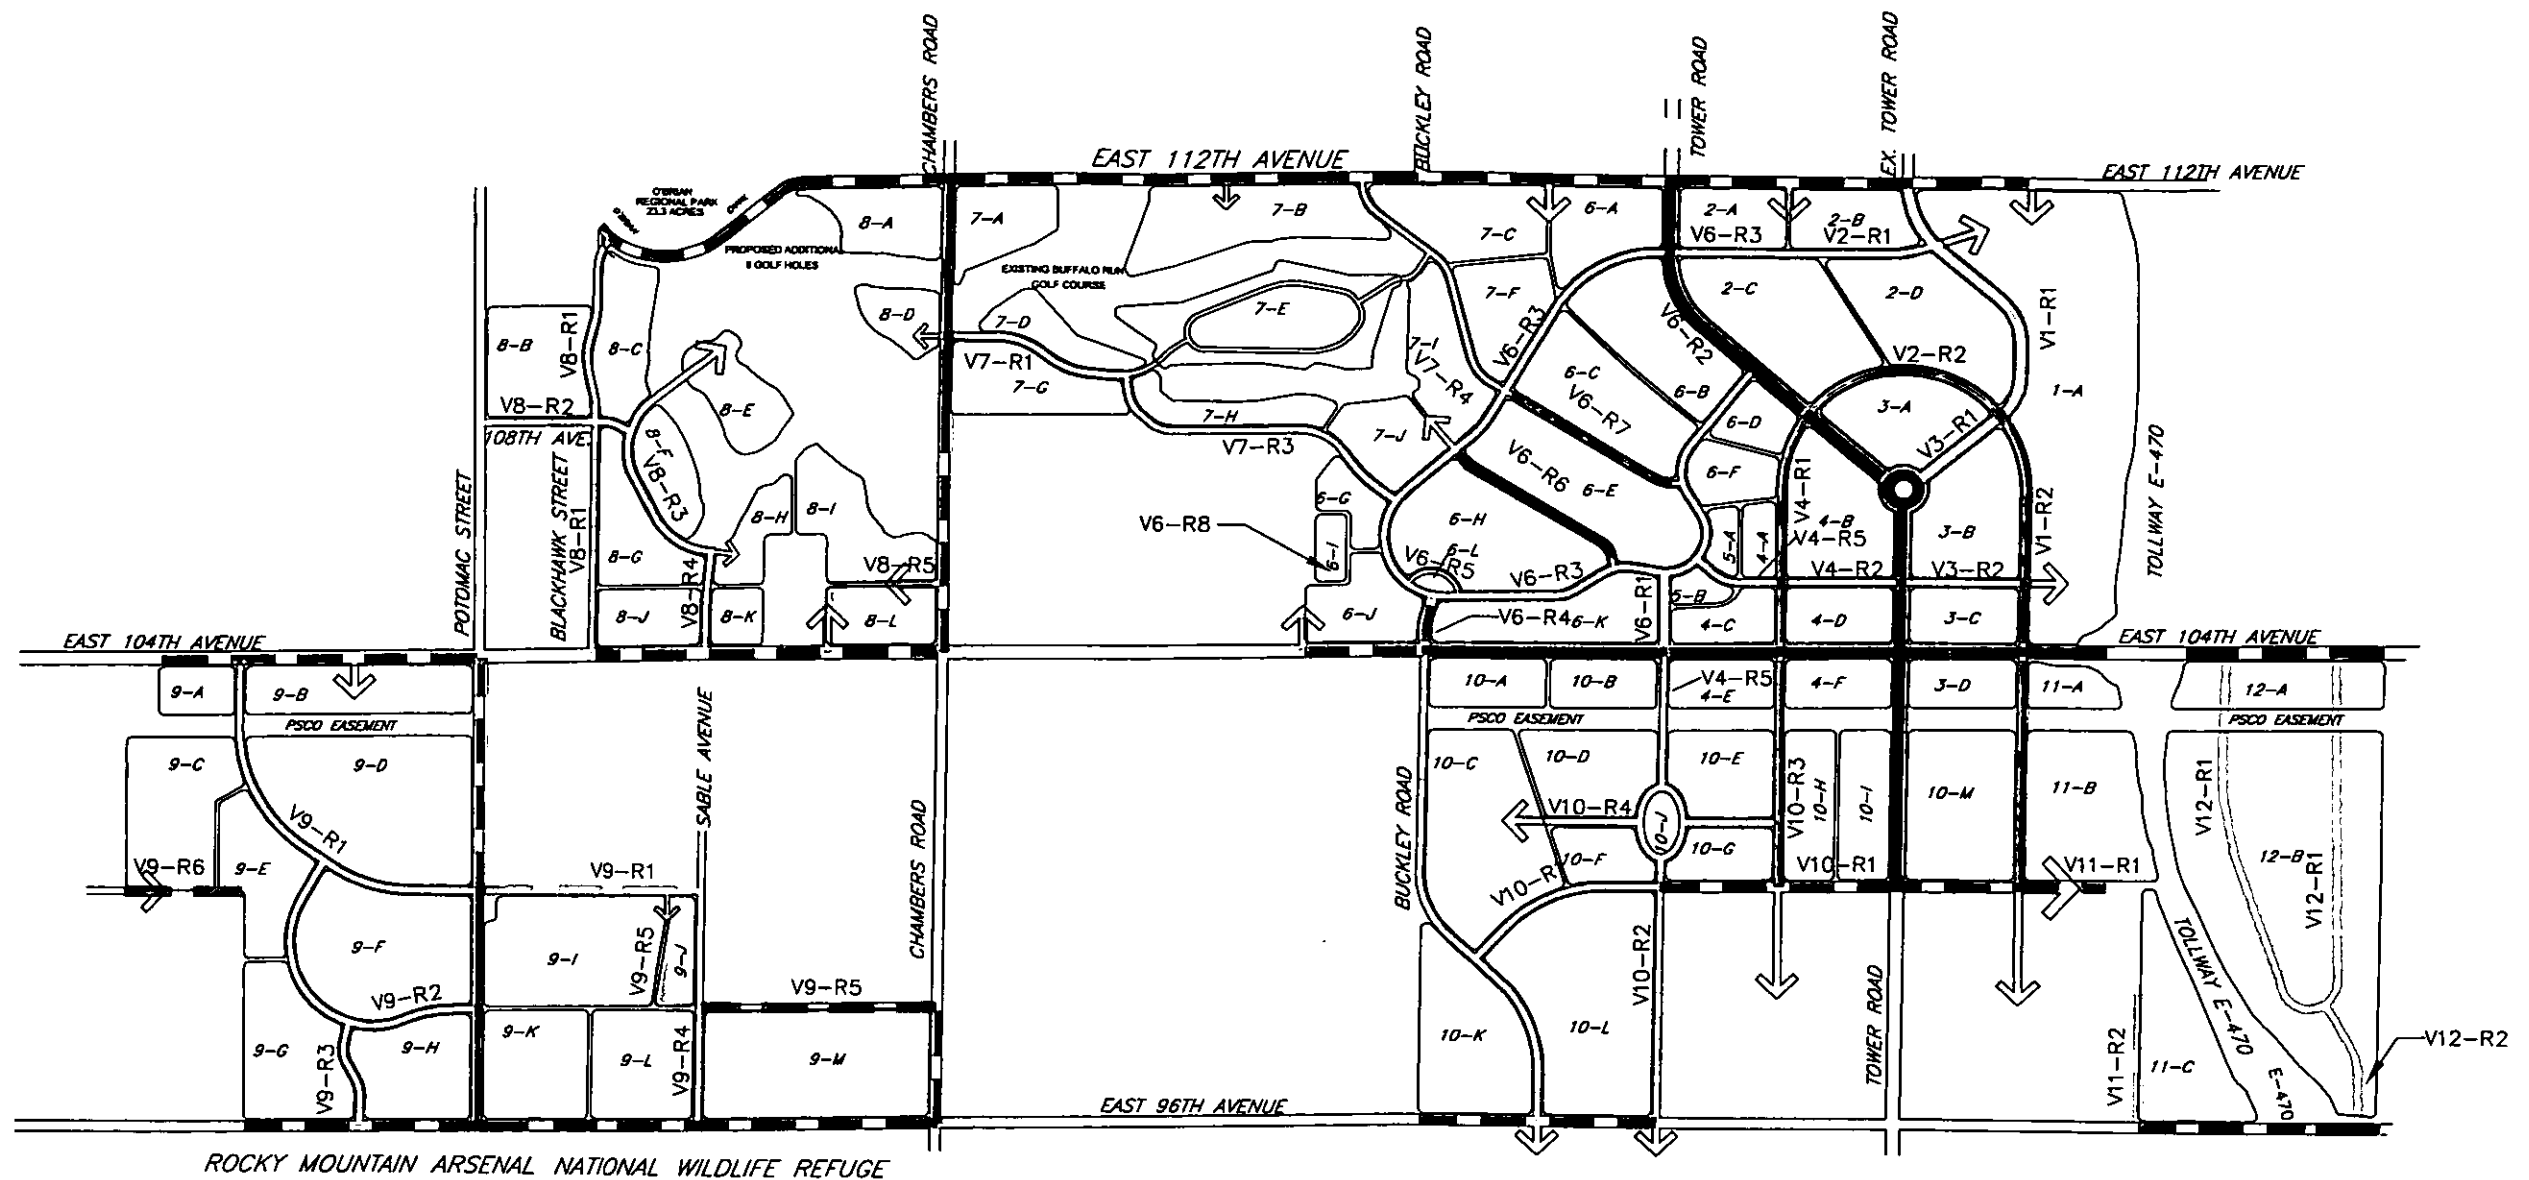 CHAMBERS ROAD
BUCKLEY ROAD
TOWER ROAD
EX. TOWER ROAD
EAST 112TH AVENUE
EAST 112TH AVENUE
O'BRIAN
REGIONAL PARK
23.3 ACRES
PROPOSED ADDITIONAL
9 GOLF HOLES
EXISTING BUFFALO RUN
GOLF COURSE
8-A
7-A
7-B
7-C
6-A
2-A
V6-R3
2-B
V2-R1
8-B
V8-R1
8-C
8-D
7-D
7-E
7-F
V6-R3
V6-R2
2-C
2-D
V1-R1
V7-R1
7-G
7-I
V7-R4
6-C
V6-R7
6-B
V2-R2
1-A
V8-R2
8-E
7-H
V7-R3
7-J
6-D
3-A
V3-R1
108TH AVE.
8-F
V8-R3
POTOMAC STREET
BLACKHAWK STREET
V8-R1
8-G
8-H
8-I
V8-R4
V8-R5
6-G
V6-R8
6-I
6-H
V6-R6
6-E
6-F
V4-R1
4-B
V4-R5
5-A
4-A
3-B
V1-R2
TOLLWAY E-470
6-L
V6-R5
V6-R3
V6-R1
V4-R2
V3-R2
8-J
8-K
8-L
6-J
V6-R4
6-K
5-B
4-C
4-D
3-C
EAST 104TH AVENUE
EAST 104TH AVENUE
9-A
9-B
PSCO EASEMENT
10-A
10-B
V4-R5
4-E
4-F
3-D
11-A
12-A
PSCO EASEMENT
PSCO EASEMENT
9-C
9-D
SABLE AVENUE
CHAMBERS ROAD
BUCKLEY ROAD
10-C
10-D
10-E
V10-R3
10-H
10-I
10-M
11-B
V12-R1
V9-R1
V10-R4
10-J
V9-R6
9-E
V9-R1
10-F
10-G
V10-R1
V11-R1
12-B
V12-R1
9-F
9-I
V9-R5
9-J
V10-R2
TOWER ROAD
TOLLWAY E-470
V9-R2
V9-R5
9-G
V9-R3
9-H
9-K
9-L
V9-R4
9-M
10-K
10-L
V11-R2
11-C
E-470
V12-R2
EAST 96TH AVENUE
ROCKY MOUNTAIN ARSENAL NATIONAL WILDLIFE REFUGE